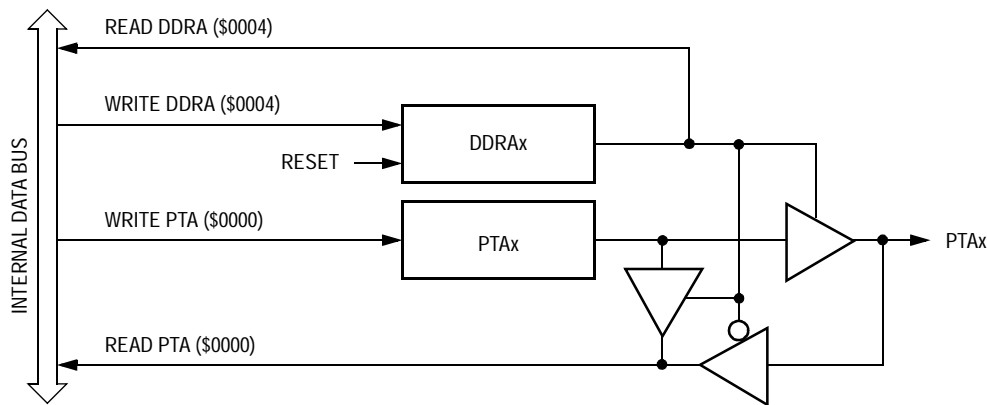 READ DDRA ($0004)
WRITE DDRA ($0004)
DDRAx
RESET
INTERNAL DATA BUS
WRITE PTA ($0000)
PTAx
PTAx
READ PTA ($0000)